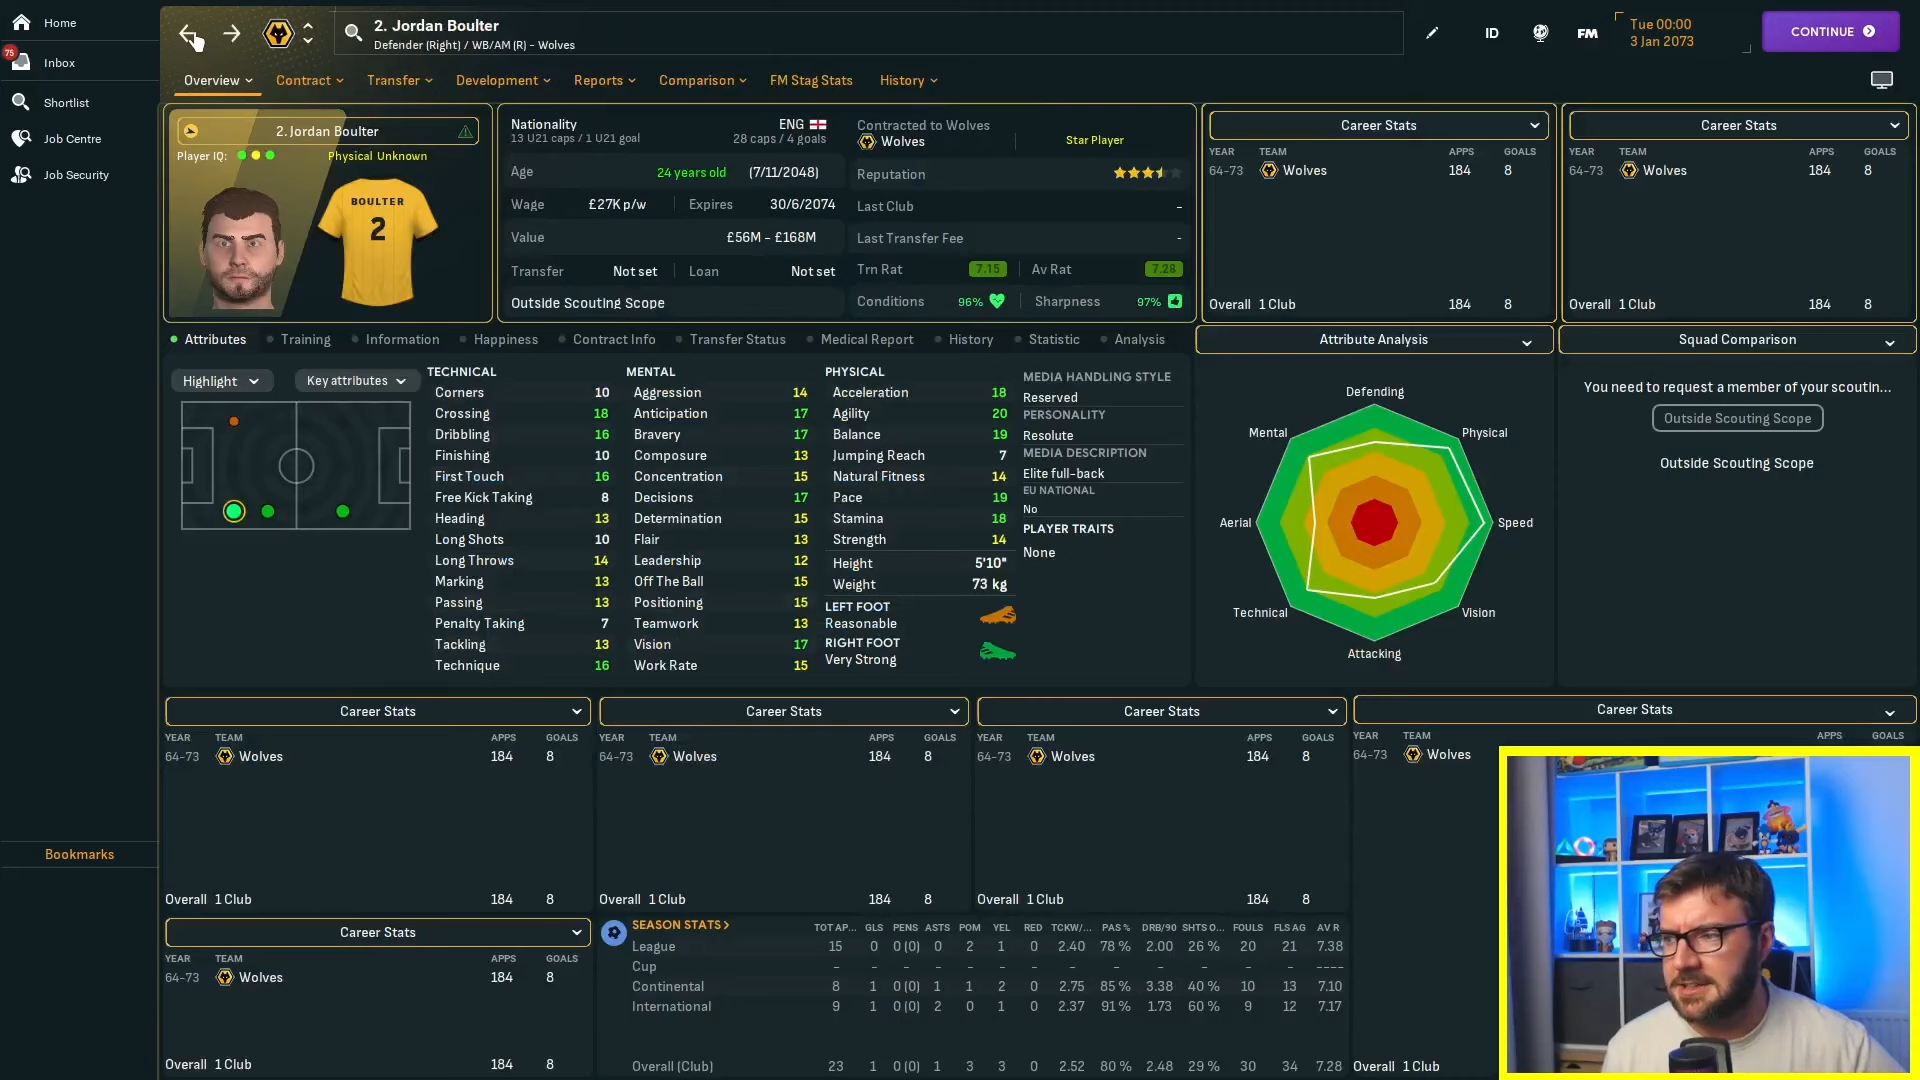 Home
75
Inbox
Shortlist
Job Centre
Job Security
Bookmarks
2. Jordan Boulter
Defender (Right) / WB/AM (R) - Wolves
ID
FM
Tue 00:00
3 Jan 2073
CONTINUE
Overview
Contract
Transfer
Development
Reports
Comparison
FM Stag Stats
History
2. Jordan Boulter
Player IQ:
Physical Unknown
BOULTER
2
Nationality ENG
13 U21 caps / 1 U21 goal 28 caps / 4 goals
Age 24 years old (7/11/2048)
Wage £27K p/w Expires 30/6/2074
Value £56M - £168M
Transfer Not set Loan Not set
Outside Scouting Scope
Contracted to Wolves
Wolves Star Player
Reputation
Last Club -
Last Transfer Fee -
Trn Rat 7.15 Av Rat 7.28
Conditions 96% Sharpness 97%
Career Stats
YEAR TEAM APPS GOALS
64-73 Wolves 184 8
Overall 1 Club 184 8
Career Stats
YEAR TEAM APPS GOALS
64-73 Wolves 184 8
Overall 1 Club 184 8
Attributes
Training
Information
Happiness
Contract Info
Transfer Status
Medical Report
History
Statistic
Analysis
Highlight
Key attributes
TECHNICAL
Corners 10
Crossing 18
Dribbling 16
Finishing 10
First Touch 16
Free Kick Taking 8
Heading 13
Long Shots 10
Long Throws 14
Marking 13
Passing 13
Penalty Taking 7
Tackling 13
Technique 16
MENTAL
Aggression 14
Anticipation 17
Bravery 17
Composure 13
Concentration 15
Decisions 17
Determination 15
Flair 13
Leadership 12
Off The Ball 15
Positioning 15
Teamwork 13
Vision 17
Work Rate 15
PHYSICAL
Acceleration 18
Agility 20
Balance 19
Jumping Reach 7
Natural Fitness 14
Pace 19
Stamina 18
Strength 14
Height 5'10"
Weight 73 kg
LEFT FOOT
Reasonable
RIGHT FOOT
Very Strong
MEDIA HANDLING STYLE
Reserved
PERSONALITY
Resolute
MEDIA DESCRIPTION
Elite full-back
EU NATIONAL
No
PLAYER TRAITS
None
Attribute Analysis
Defending
Physical
Speed
Vision
Attacking
Technical
Aerial
Mental
Squad Comparison
You need to request a member of your scoutin...
Outside Scouting Scope
Outside Scouting Scope
Career Stats
YEAR TEAM APPS GOALS
64-73 Wolves 184 8
Overall 1 Club 184 8
Career Stats
YEAR TEAM APPS GOALS
64-73 Wolves 184 8
Overall 1 Club 184 8
Career Stats
YEAR TEAM APPS GOALS
64-73 Wolves 184 8
Overall 1 Club 184 8
Career Stats
YEAR TEAM APPS GOALS
64-73 Wolves
Overall 1 Club
Career Stats
YEAR TEAM APPS GOALS
64-73 Wolves 184 8
Overall 1 Club 184 8
SEASON STATS> TOT AP... GLS PENS ASTS POM YEL RED TCKW/... PAS % DRB/90 SHTS O... FOULS FLS AG AV R
League 15 0 0 (0) 0 2 1 0 2.40 78 % 2.00 26 % 20 21 7.38
Cup - - - - - - - - - - - - - ----
Continental 8 1 0 (0) 1 1 2 0 2.75 85 % 3.38 40 % 10 13 7.10
International 9 1 0 (0) 2 0 1 0 2.37 91 % 1.73 60 % 9 12 7.17
Overall (Club) 23 1 0 (0) 1 3 3 0 2.52 80 % 2.48 29 % 30 34 7.28